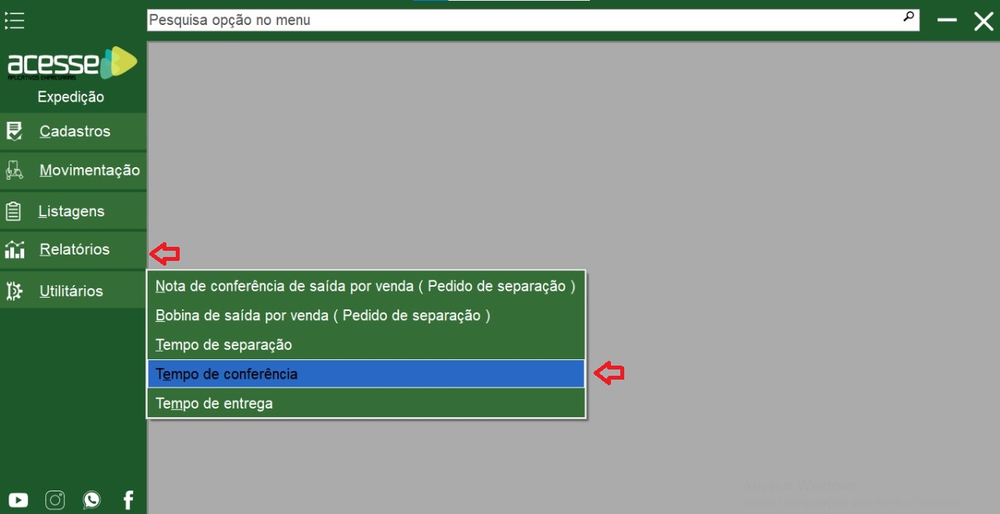 Pesquisa opção no menu
acesse
APLICATIVOS EMPRESARIAIS
Expedição
Cadastros
Movimentação
Listagens
Relatórios
Utilitários
Nota de conferência de saída por venda ( Pedido de separação )
Bobina de saída por venda ( Pedido de separação )
Tempo de separação
Tempo de conferência
Tempo de entrega